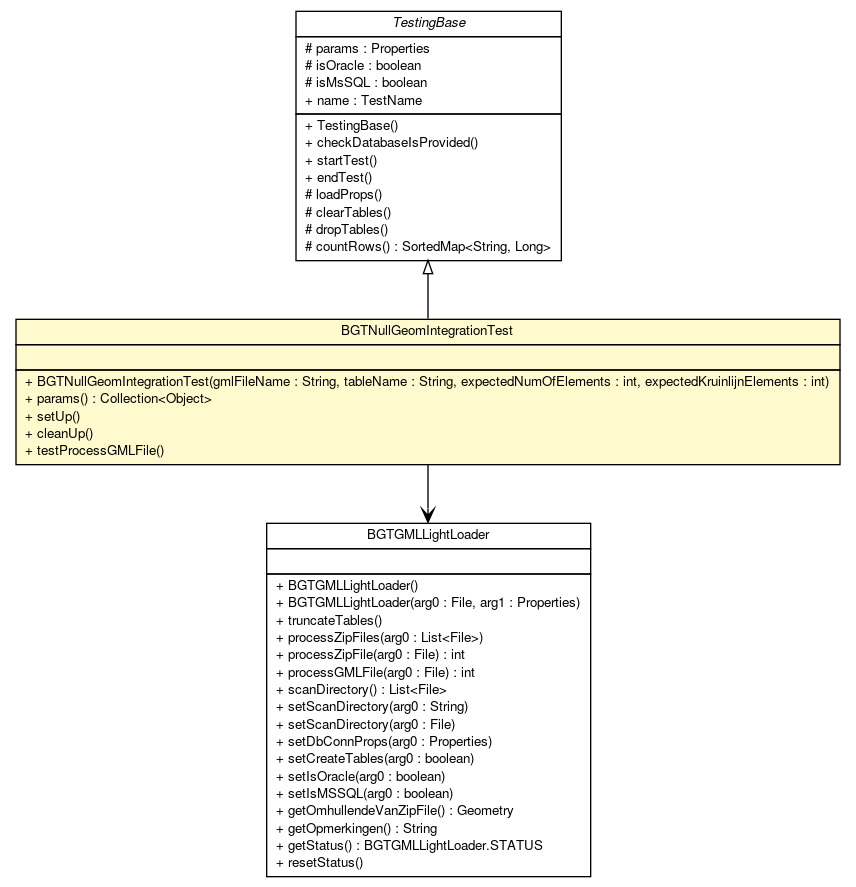 TestingBase
# params : Properties
# isOracle : boolean
# isMsSQL : boolean
+ name : TestName
+ TestingBase()
+ checkDatabaseIsProvided()
+ startTest()
+ endTest()
# loadProps()
# clearTables()
# dropTables()
# countRows() : SortedMap<String, Long>
BGTNullGeomIntegrationTest
+ BGTNullGeomIntegrationTest(gmlFileName : String, tableName : String, expectedNumOfElements : int, expectedKruinlijnElements : int)
+ params() : Collection<Object>
+ setUp()
+ cleanUp()
+ testProcessGMLFile()
BGTGMLLightLoader
+ BGTGMLLightLoader()
+ BGTGMLLightLoader(arg0 : File, arg1 : Properties)
+ truncateTables()
+ processZipFiles(arg0 : List<File>)
+ processZipFile(arg0 : File) : int
+ processGMLFile(arg0 : File) : int
+ scanDirectory() : List<File>
+ setScanDirectory(arg0 : String)
+ setScanDirectory(arg0 : File)
+ setDbConnProps(arg0 : Properties)
+ setCreateTables(arg0 : boolean)
+ setIsOracle(arg0 : boolean)
+ setIsMSSQL(arg0 : boolean)
+ getOmhullendeVanZipFile() : Geometry
+ getOpmerkingen() : String
+ getStatus() : BGTGMLLightLoader.STATUS
+ resetStatus()